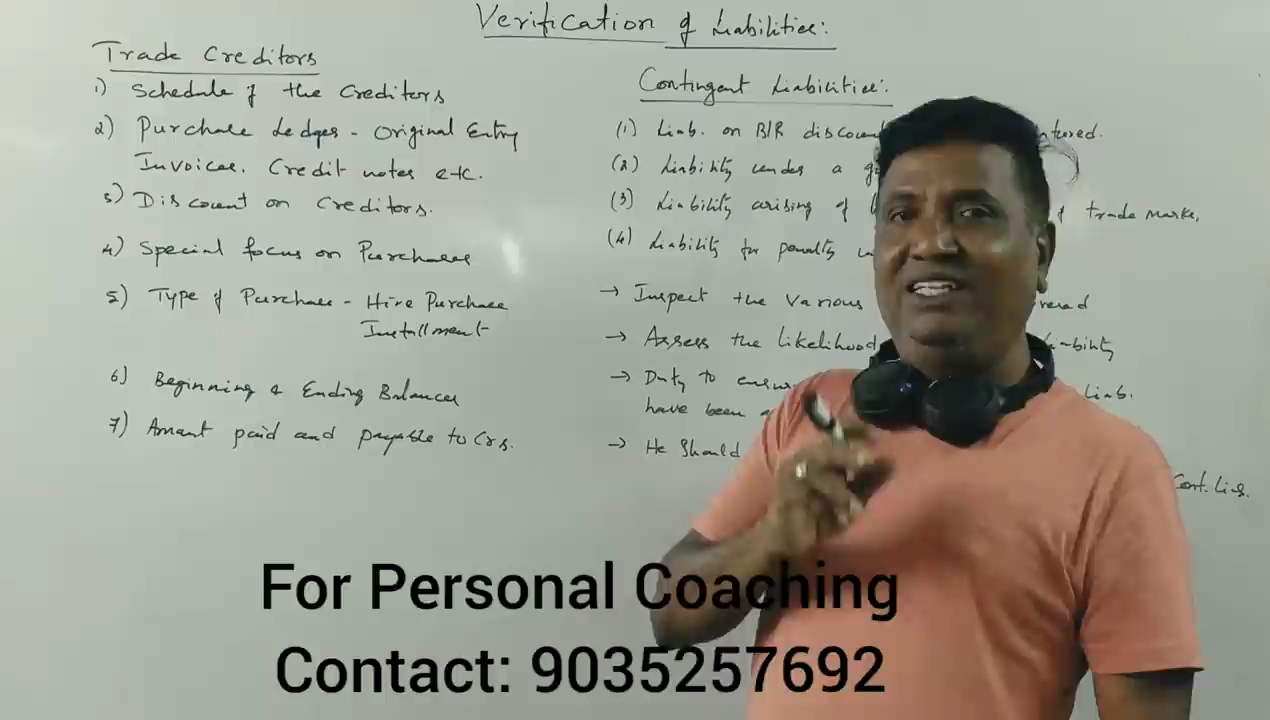 Verification of Liabilities:
Trade Creditors
1) Schedule of the Creditors
2) Purchase Ledger - Original Entry
Invoices, Credit notes etc.
3) Discount on Creditors.
4) Special focus on Purchases
5) Type of Purchase - Hire Purchase
Installment
6) Beginning & Ending Balances
7) Amount paid and payable to Crs.
Contingent Liabilities:
(1) Liab. on B/R
(2) Liability under a
(3) Liability arising of trade marks,
(4) Liability for penalty
→ Inspect the various
→ Assess the Likelihood
→ Duty to Liab.
have been
→ He Should
Cont. Liab.
For Personal Coaching
Contact: 9035257692